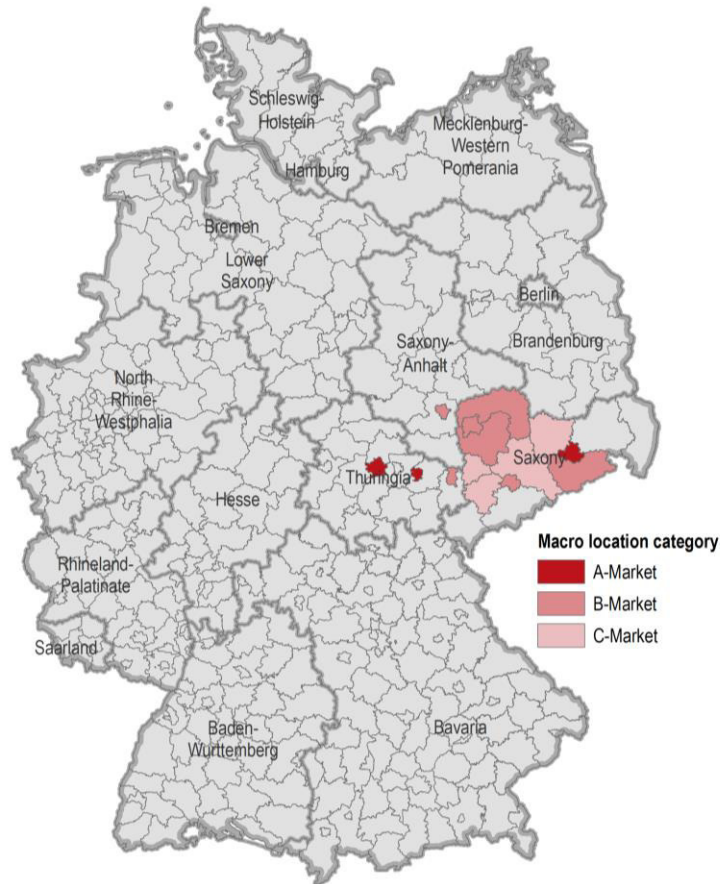 Schleswig-
Holstein
Mecklenburg-
Western
Pomerania
Hamburg
Bremen
Lower
Saxony
Berlin
Brandenburg
Saxony-
Anhalt
North
Rhine-
Westphalia
Saxony
Thuringia
Hesse
Macro location category
A-Market
B-Market
C-Market
Rhineland-
Palatinate
Saarland
Baden-
Wurttemberg
Bavaria